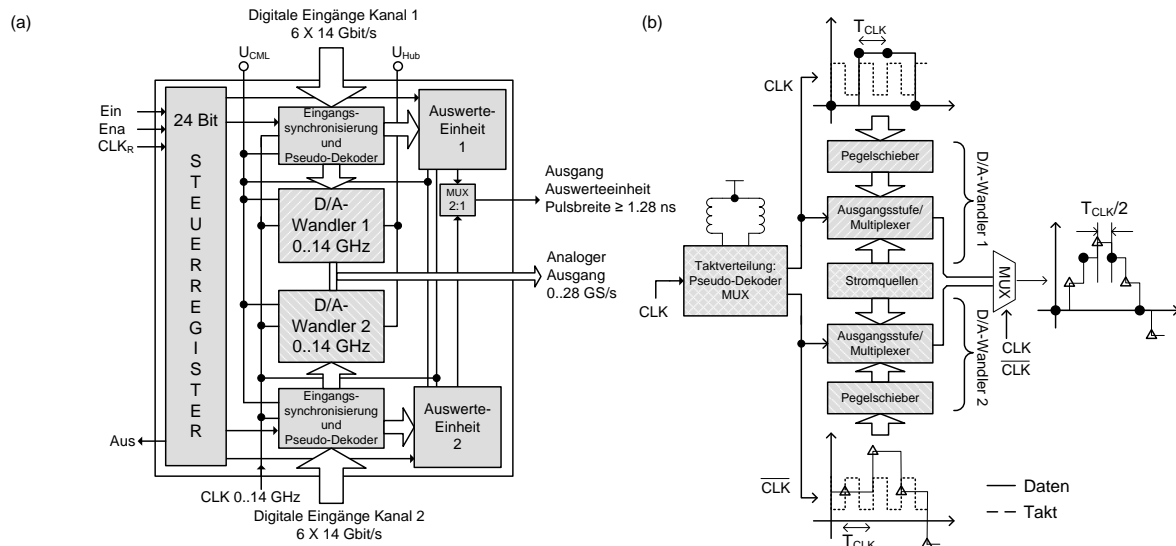 (a)
Digitale Eingänge Kanal 1
6 X 14 Gbit/s
U_CML
U_Hub
Ein
Ena
CLK_R
24 Bit
S
T
E
U
E
R
R
E
G
I
S
T
E
R
Aus
Eingangs-
synchronisierung
und
Pseudo-Dekoder
Auswerte-
Einheit
1
MUX
2:1
D/A-
Wandler 1
0..14 GHz
Ausgang
Auswerteeinheit
Pulsbreite ≥ 1.28 ns
Analoger
Ausgang
0..28 GS/s
D/A-
Wandler 2
0..14 GHz
Eingangs-
synchronisierung
und
Pseudo-Dekoder
Auswerte-
Einheit
2
CLK 0..14 GHz
Digitale Eingänge Kanal 2
6 X 14 Gbit/s
(b)
T_CLK
CLK
Pegelschieber
Ausgangsstufe/
Multiplexer
D/A-Wandler 1
Taktverteilung:
Pseudo-Dekoder
MUX
CLK
Stromquellen
MUX
CLK
C̅L̅K̅
T_CLK/2
Ausgangsstufe/
Multiplexer
Pegelschieber
D/A-Wandler 2
C̅L̅K̅
T_CLK
Daten
Takt